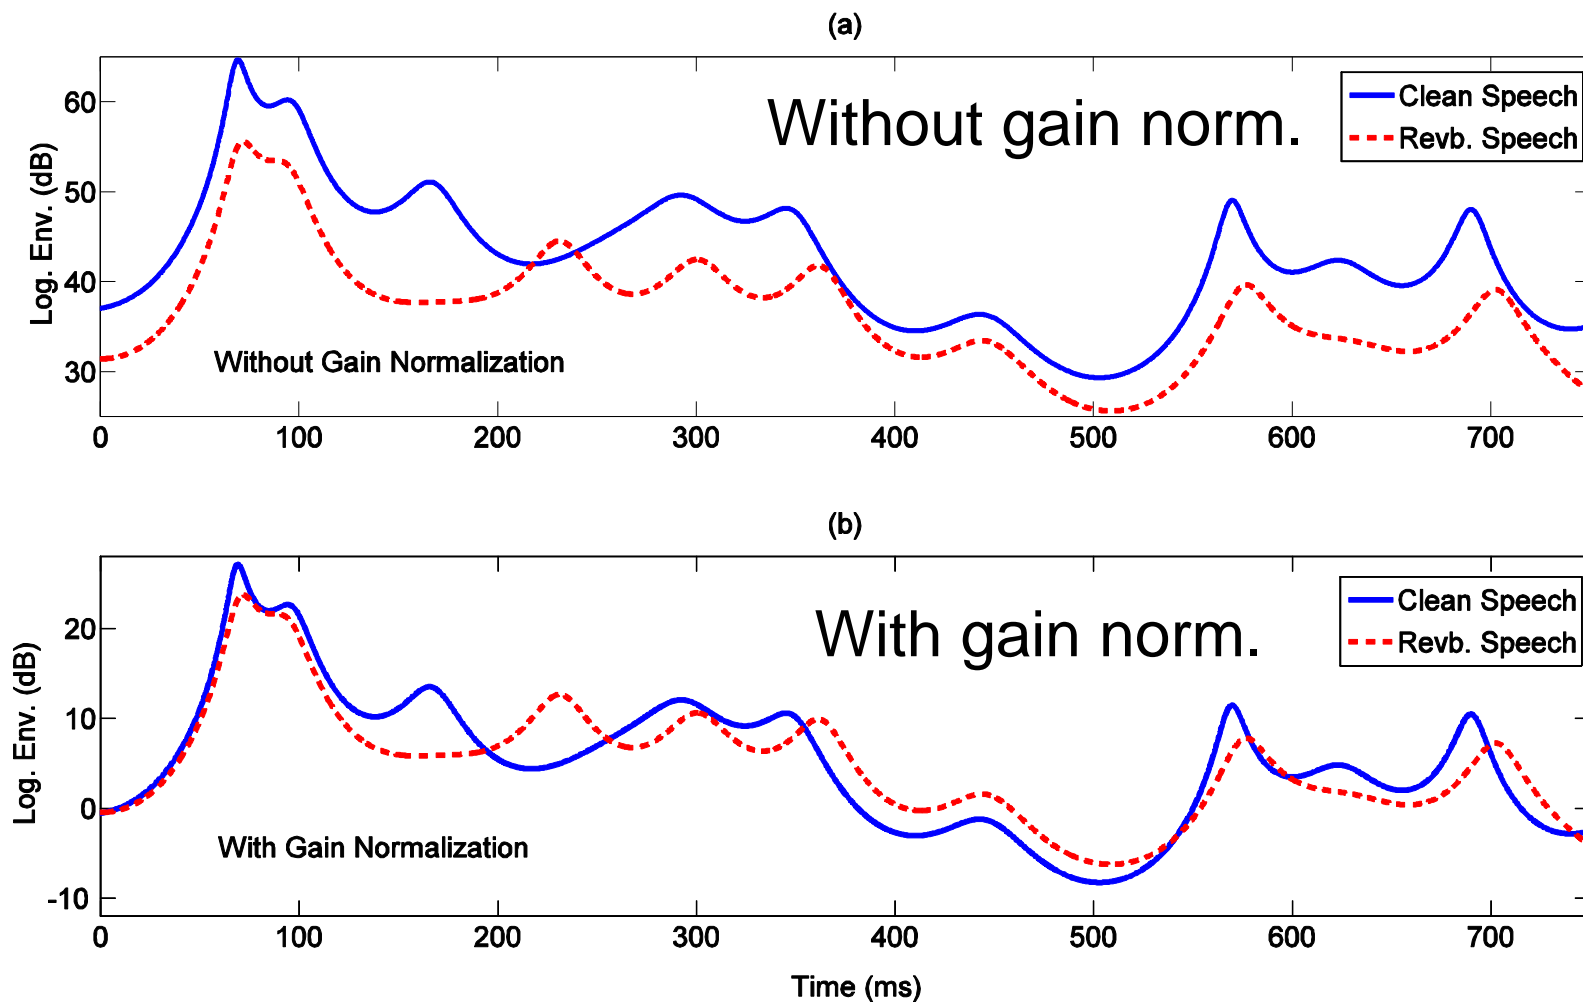 (a)
Without gain norm.
Clean Speech
Revb. Speech
Log. Env. (dB)
60
50
40
30
Without Gain Normalization
0 100 200 300 400 500 600 700
(b)
With gain norm.
Clean Speech
Revb. Speech
Log. Env. (dB)
20
10
0
-10
With Gain Normalization
0 100 200 300 400 500 600 700
Time (ms)